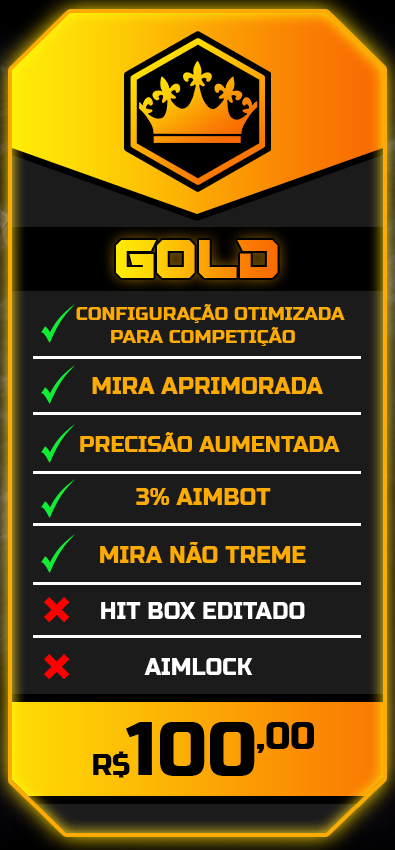 GOLD
CONFIGURAÇÃO OTIMIZADA
PARA COMPETIÇÃO
MIRA APRIMORADA
PRECISÃO AUMENTADA
3% AIMBOT
MIRA NÃO TREME
HIT BOX EDITADO
AIMLOCK
R$100,00